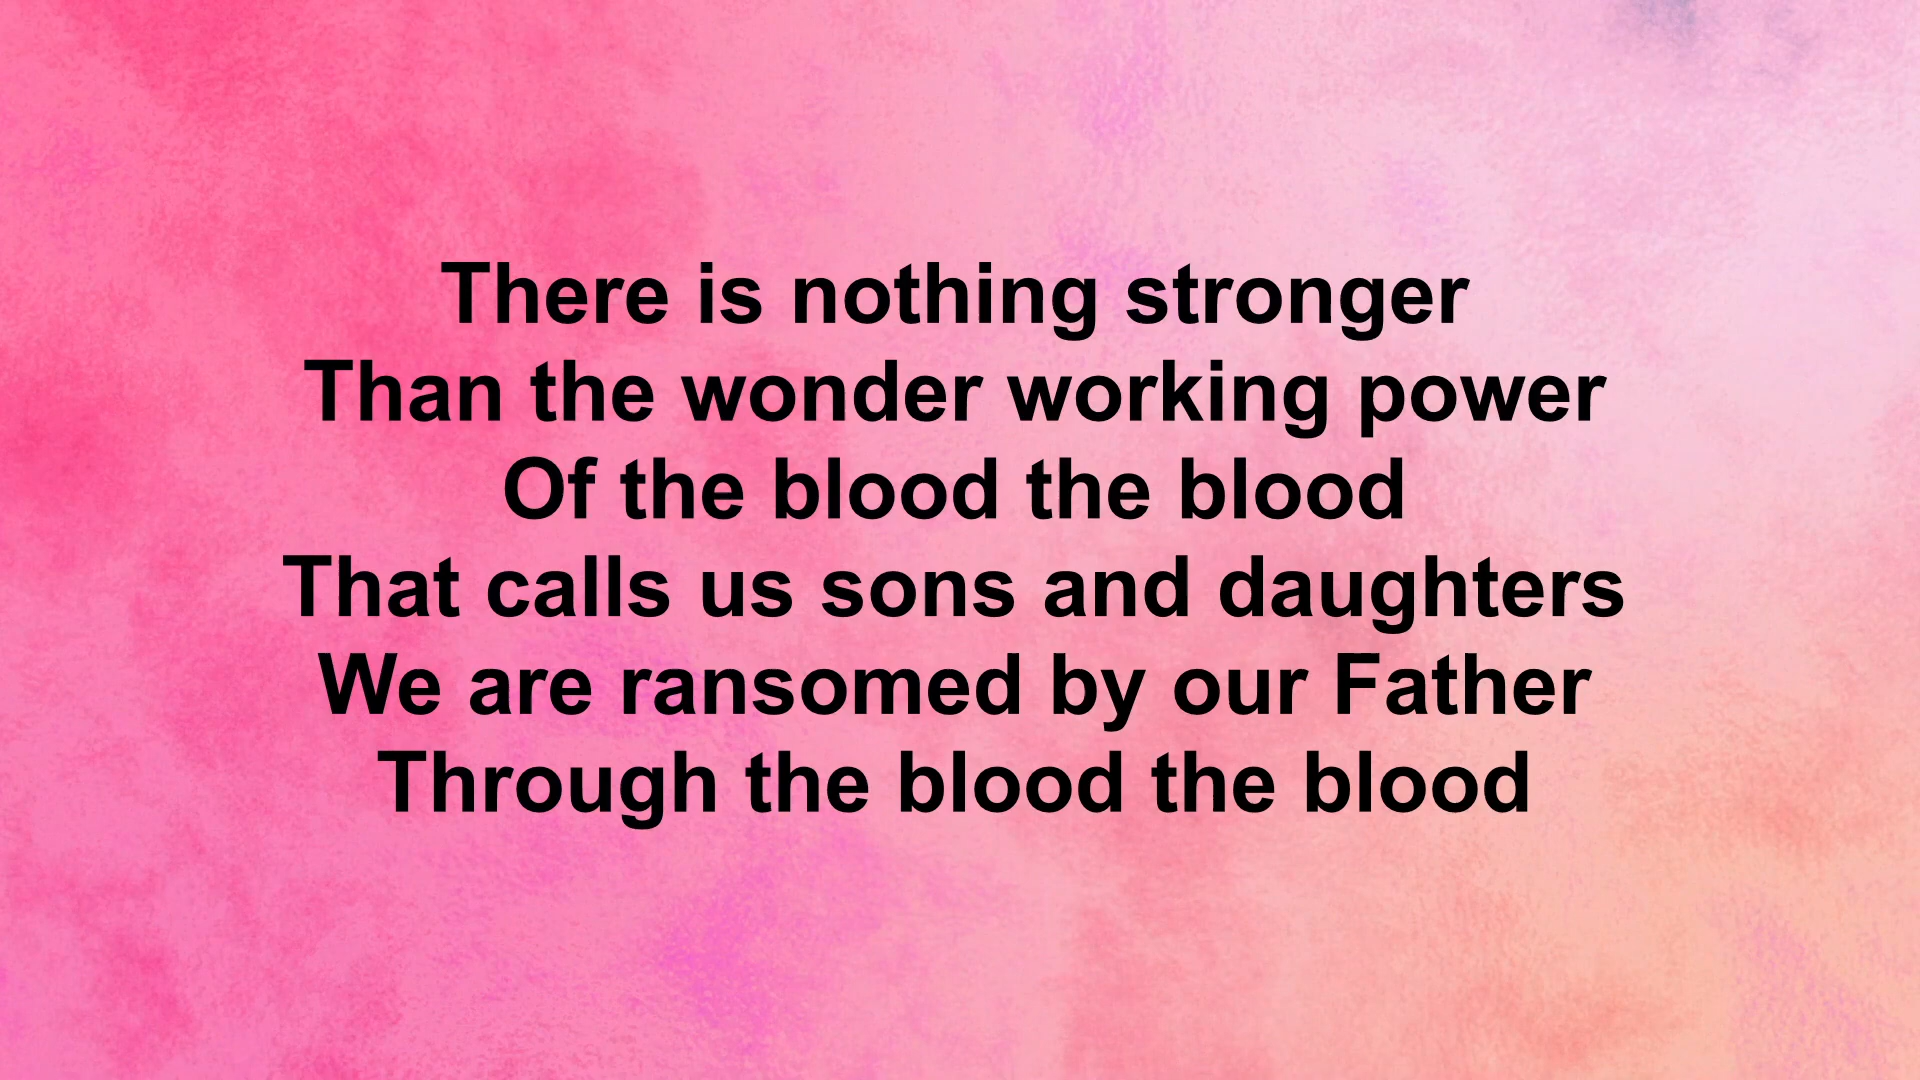 There is nothing stronger
Than the wonder working power
Of the blood the blood
That calls us sons and daughters
We are ransomed by our Father
Through the blood the blood